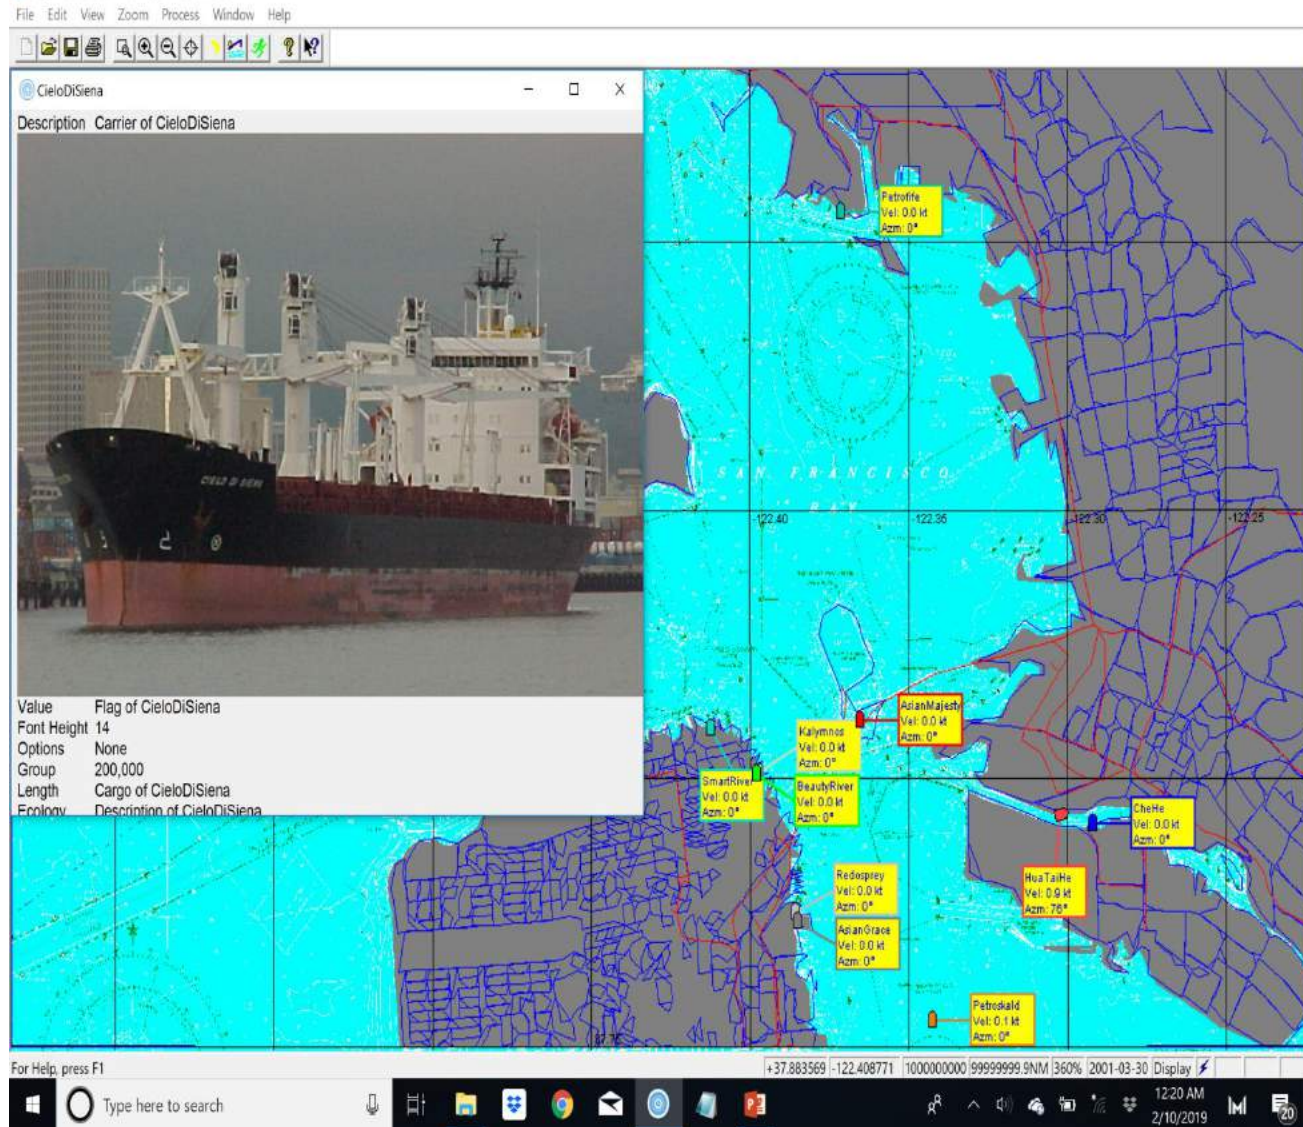 File Edit View Zoom Process Window Help
CieloDiSiena
Description Carrier of CieloDiSiena
CIELO DI SIENA
Value Flag of CieloDiSiena
Font Height 14
Options None
Group 200,000
Length Cargo of CieloDiSiena
Ecology Description of CieloDiSiena
Petrofife
Vel: 0.0 kt
Azm: 0°
SAN FRANCISCO
BAY
-122.40
-122.35
-122.30
-122.25
AsianMajesty
Vel: 0.0 kt
Azm: 0°
Kalymnos
Vel: 0.0 kt
Azm: 0°
SmartRiver
Vel: 0.0 kt
Azm: 0°
BeautyRiver
Vel: 0.0 kt
Azm: 0°
CheHe
Vel: 0.0 kt
Azm: 0°
HuaTaiHe
Vel: 0.9 kt
Azm: 76°
Redosprey
Vel: 0.0 kt
Azm: 0°
AsianGrace
Vel: 0.0 kt
Azm: 0°
Petroskald
Vel: 0.1 kt
Azm: 0°
For Help, press F1
+37.883569 -122.408771 1000000000 99999999.9NM 360% 2001-03-30 Display
Type here to search
12:20 AM
2/10/2019
20